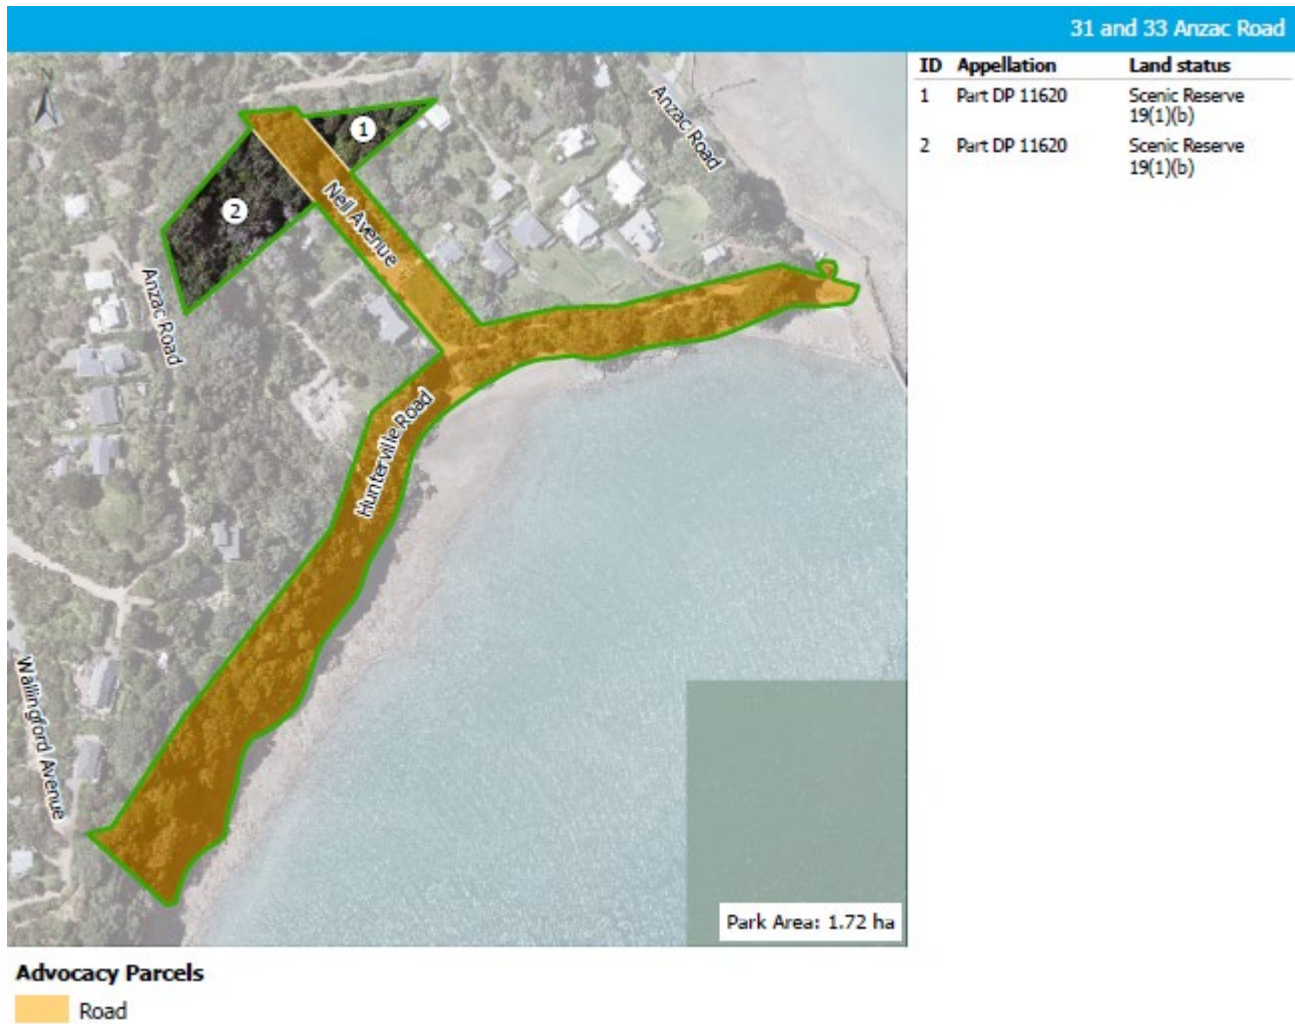 31 and 33 Anzac Road
ID Appellation Land status
1 Part DP 11620 Scenic Reserve
19(1)(b)
2 Part DP 11620 Scenic Reserve
19(1)(b)
N
Anzac Road
1
2
Neil Avenue
Anzac Road
Hunterville Road
Wallingford Avenue
Park Area: 1.72 ha
Advocacy Parcels
Road